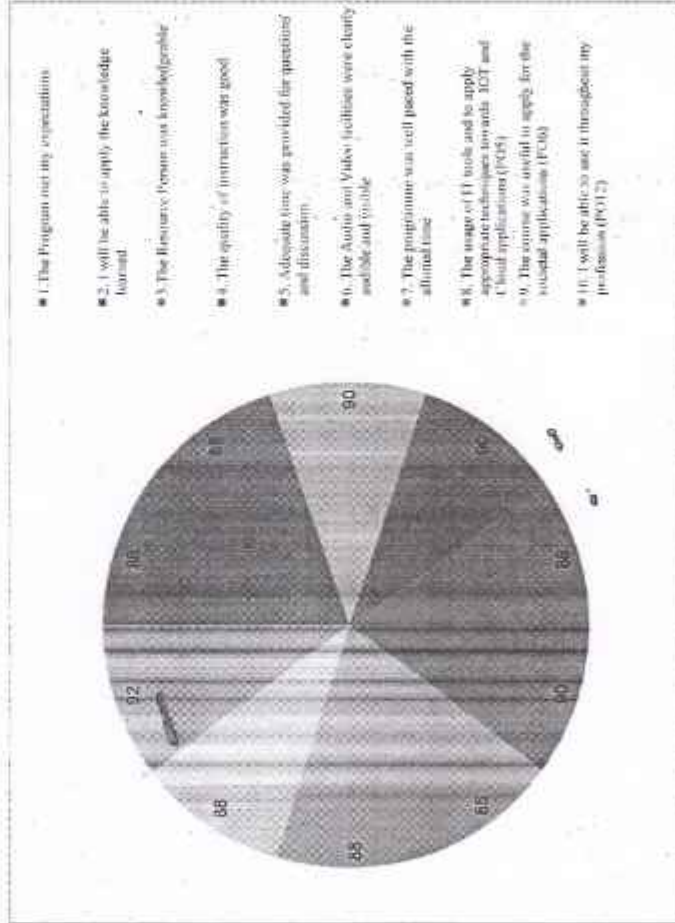 1. The Program met my expectations
2. I will be able to apply the knowledge
learned
3. The Resource Person was knowledgeable
4. The quality of instruction was good
5. Adequate time was provided for questions
and discussion
6. The Audio and Video facilities were clearly
audible and visible
7. The programme was well paced with the
allotted time
8. The usage of IT tools and to apply
appropriate techniques towards IOT and
Cloud applications (PO5)
9. The course was useful to apply for the
societal applications (PO6)
10. I will be able to use it throughout my
profession (PO12)
88
90
90
88
90
88
88
92